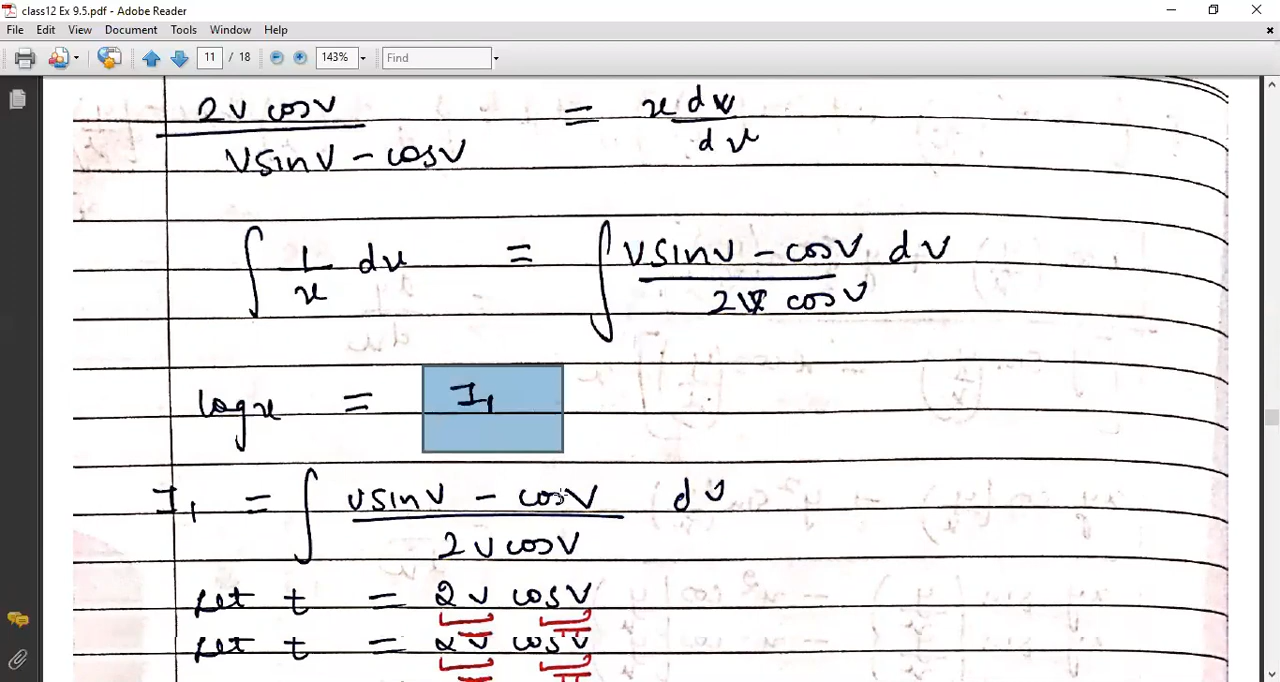 class12 Ex 9.5.pdf - Adobe Reader
File Edit View Document Tools Window Help
11 / 18 143% Find
2v cosv / vsinv - cosv = x dv/dx
∫ 1/x dx = ∫ vsinv - cosv / 2v cosv dv
logx = I₁
I₁ = ∫ vsinv - cosv / 2v cosv dv
Let t = 2v cosv
I II
Let t = 2v cosv